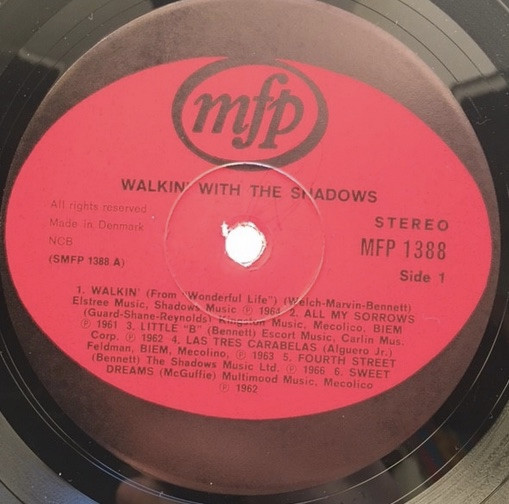 mfp
WALKIN' WITH THE SHADOWS
All rights reserved
Made in Denmark
NCB
(SMFP 1388 A)
STEREO
MFP 1388
Side 1
1. WALKIN' (From "Wonderful Life") (Welch-Marvin-Bennett)
Elstree Music, Shadows Music ℗ 1964 2. ALL MY SORROWS
(Guard-Shane-Reynolds) Kingston Music, Mecolico, BIEM
℗ 1961 3. LITTLE "B" (Bennett) Escort Music, Carlin Mus.
Corp. ℗ 1962 4. LAS TRES CARABELAS (Alguero Jr.)
Feldman, BIEM, Mecolino, ℗ 1963 5. FOURTH STREET
(Bennett) The Shadows Music Ltd. ℗ 1966 6. SWEET
DREAMS (McGuffie) Multimood Music, Mecolico
℗ 1962